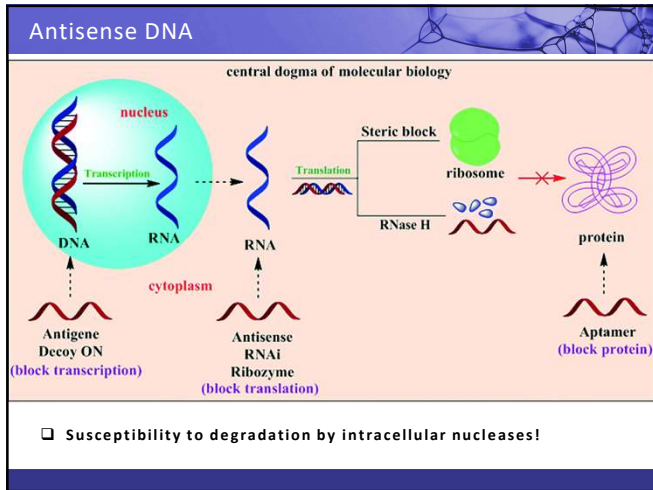 Antisense DNA
central dogma of molecular biology
nucleus
Transcription
DNA
RNA
cytoplasm
Antigene
Decoy ON
(block transcription)
RNA
Antisense
RNAi
Ribozyme
(block translation)
Translation
Steric block
ribosome
RNase H
protein
Aptamer
(block protein)
❑ Susceptibility to degradation by intracellular nucleases!